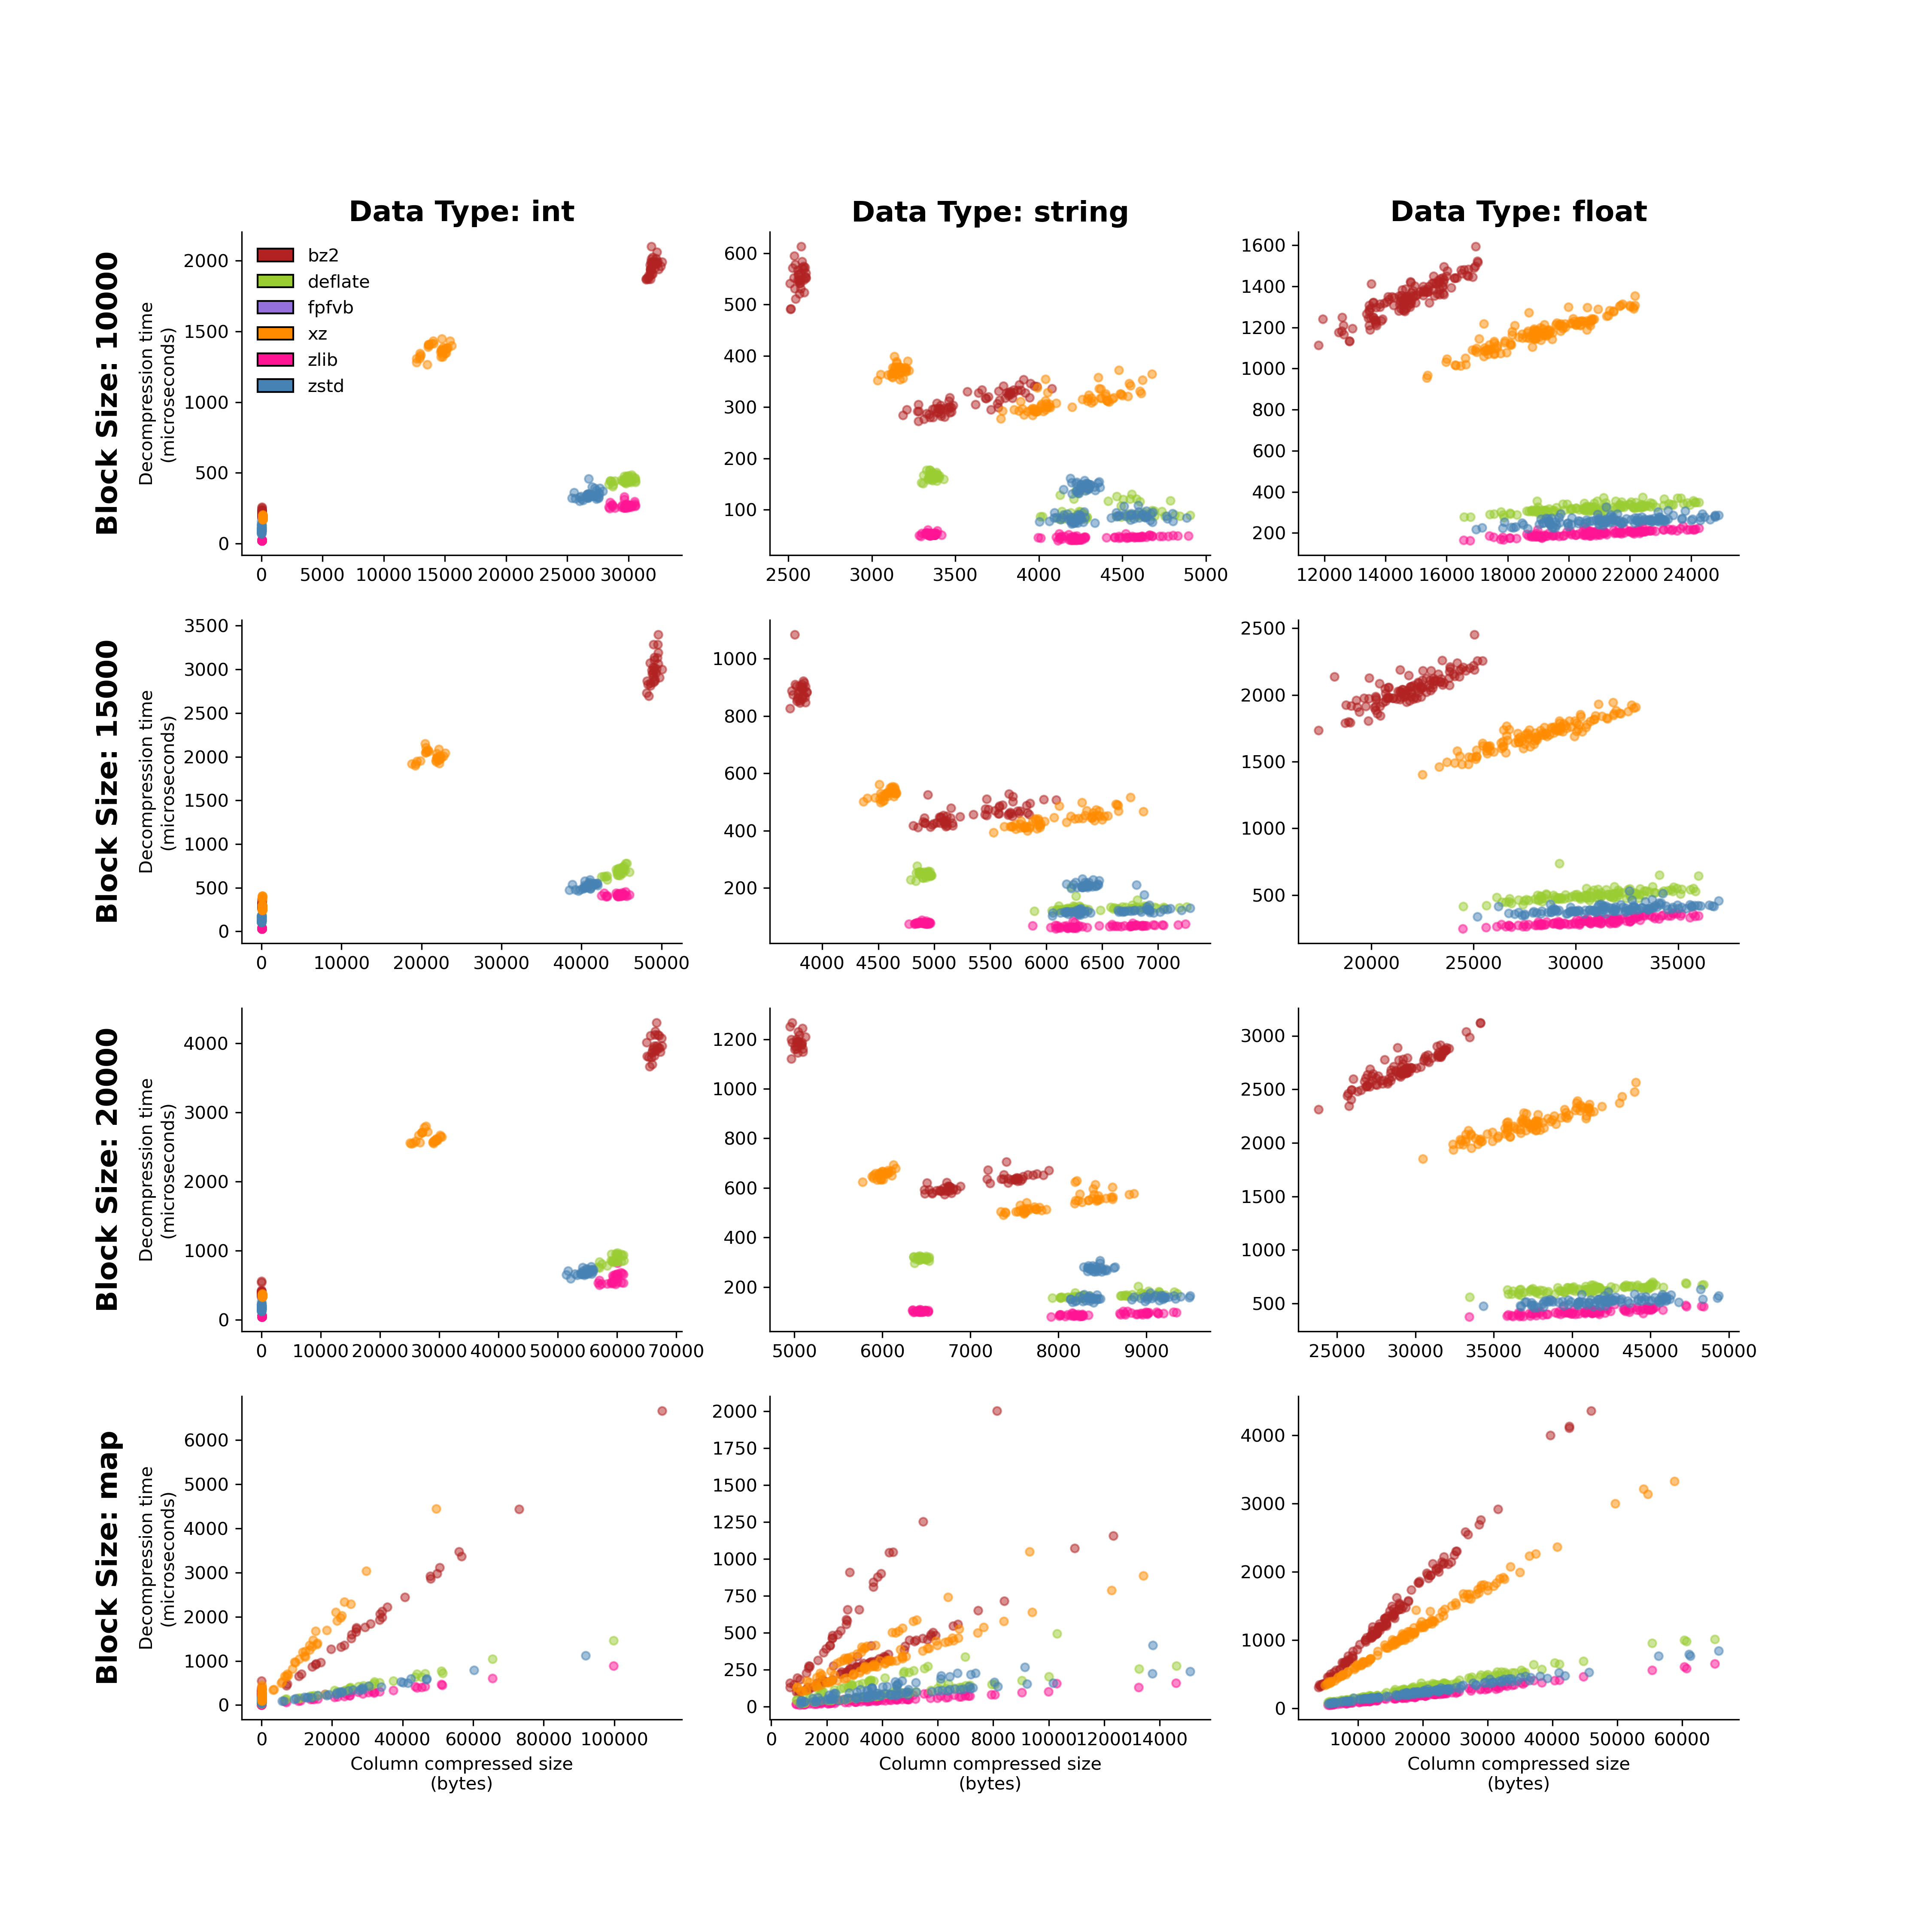 Data Type: int
Data Type: string
Data Type: float
Block Size: 10000
Decompression time
(microseconds)
2000
1500
1000
500
0
bz2
deflate
fpfvb
xz
zlib
zstd
0 5000 10000 15000 20000 25000 30000
600
500
400
300
200
100
2500 3000 3500 4000 4500 5000
1600
1400
1200
1000
800
600
400
200
12000 14000 16000 18000 20000 22000 24000
Block Size: 15000
Decompression time
(microseconds)
3500
3000
2500
2000
1500
1000
500
0
0 10000 20000 30000 40000 50000
1000
800
600
400
200
4000 4500 5000 5500 6000 6500 7000
2500
2000
1500
1000
500
20000 25000 30000 35000
Block Size: 20000
Decompression time
(microseconds)
4000
3000
2000
1000
0
0 10000 20000 30000 40000 50000 60000 70000
1200
1000
800
600
400
200
5000 6000 7000 8000 9000
3000
2500
2000
1500
1000
500
25000 30000 35000 40000 45000 50000
Block Size: map
Decompression time
(microseconds)
6000
5000
4000
3000
2000
1000
0
0 20000 40000 60000 80000 100000
Column compressed size
(bytes)
2000
1750
1500
1250
1000
750
500
250
0
0 2000 4000 6000 8000 10000 12000 14000
Column compressed size
(bytes)
4000
3000
2000
1000
0
10000 20000 30000 40000 50000 60000
Column compressed size
(bytes)